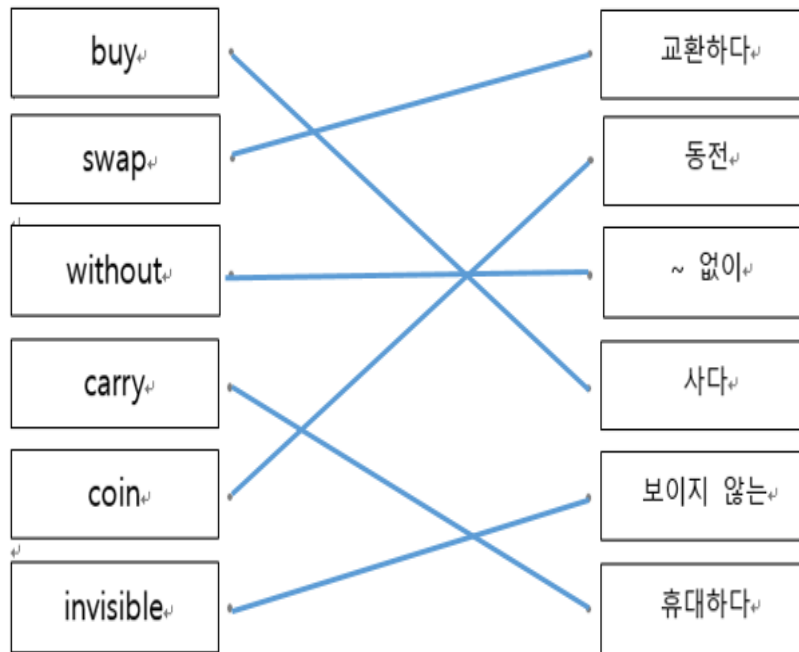 buy
교환하다
swap
동전
without
~ 없이
carry
사다
coin
보이지 않는
invisible
휴대하다